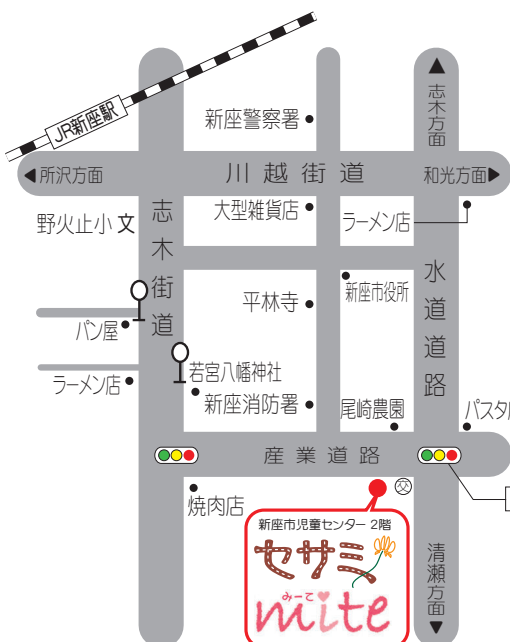 JR新座駅
新座警察署
志木方面
所沢方面
川越街道
和光方面
野火止小 文
志木街道
大型雑貨店
ラーメン店
水道道路
新座市役所
平林寺
パン屋
若宮八幡神社
ラーメン店
新座消防署
尾崎農園
パスタ
産業道路
交
焼肉店
新座市児童センター 2階
セサミ
みーて
mite
清瀬方面